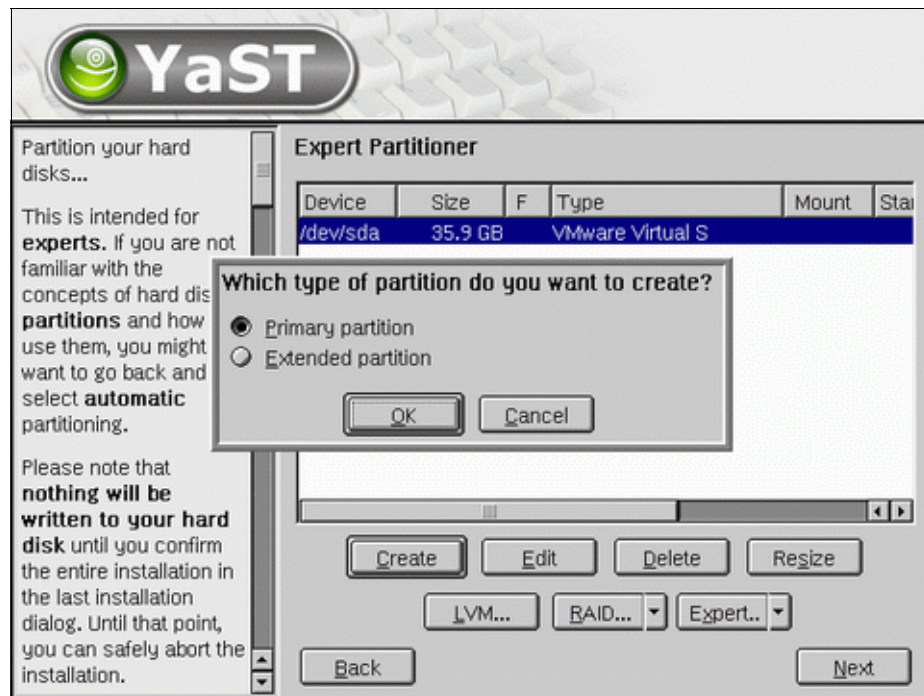 YaST
Partition your hard
disks...
This is intended for
experts. If you are not
familiar with the
concepts of hard dis
partitions and how
use them, you might
want to go back and
select automatic
partitioning.
Please note that
nothing will be
written to your hard
disk until you confirm
the entire installation in
the last installation
dialog. Until that point,
you can safely abort the
installation.
Expert Partitioner
Device Size F Type Mount Star
/dev/sda 35.9 GB VMware Virtual S
Which type of partition do you want to create?
Primary partition
Extended partition
OK Cancel
Create Edit Delete Resize
LVM... RAID... Expert..
Back Next